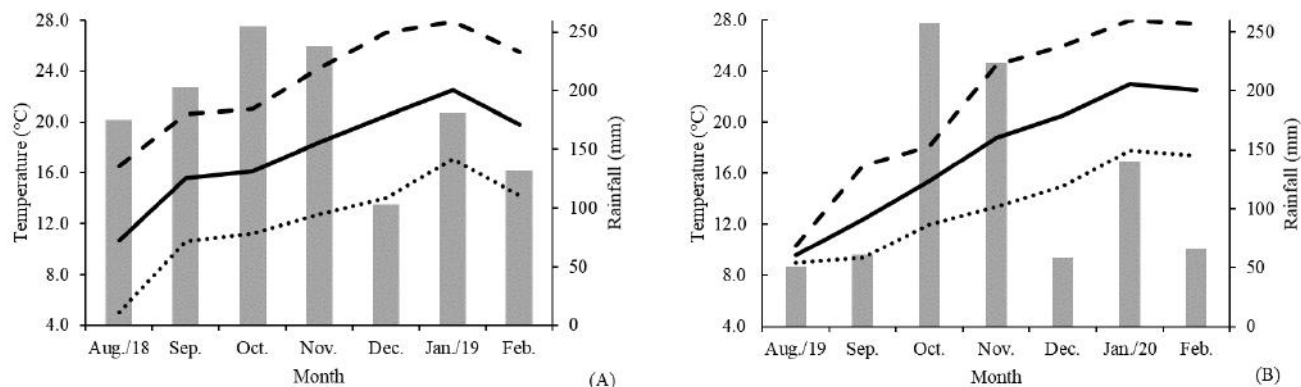 28.0
24.0
20.0
16.0
12.0
8.0
4.0
Temperature (°C)
250
200
150
100
50
0
Rainfall (mm)
Aug./18 Sep. Oct. Nov. Dec. Jan./19 Feb.
Month
(A)
28.0
24.0
20.0
16.0
12.0
8.0
4.0
Temperature (°C)
250
200
150
100
50
0
Rainfall (mm)
Aug./19 Sep. Oct. Nov. Dec. Jan./20 Feb.
Month
(B)